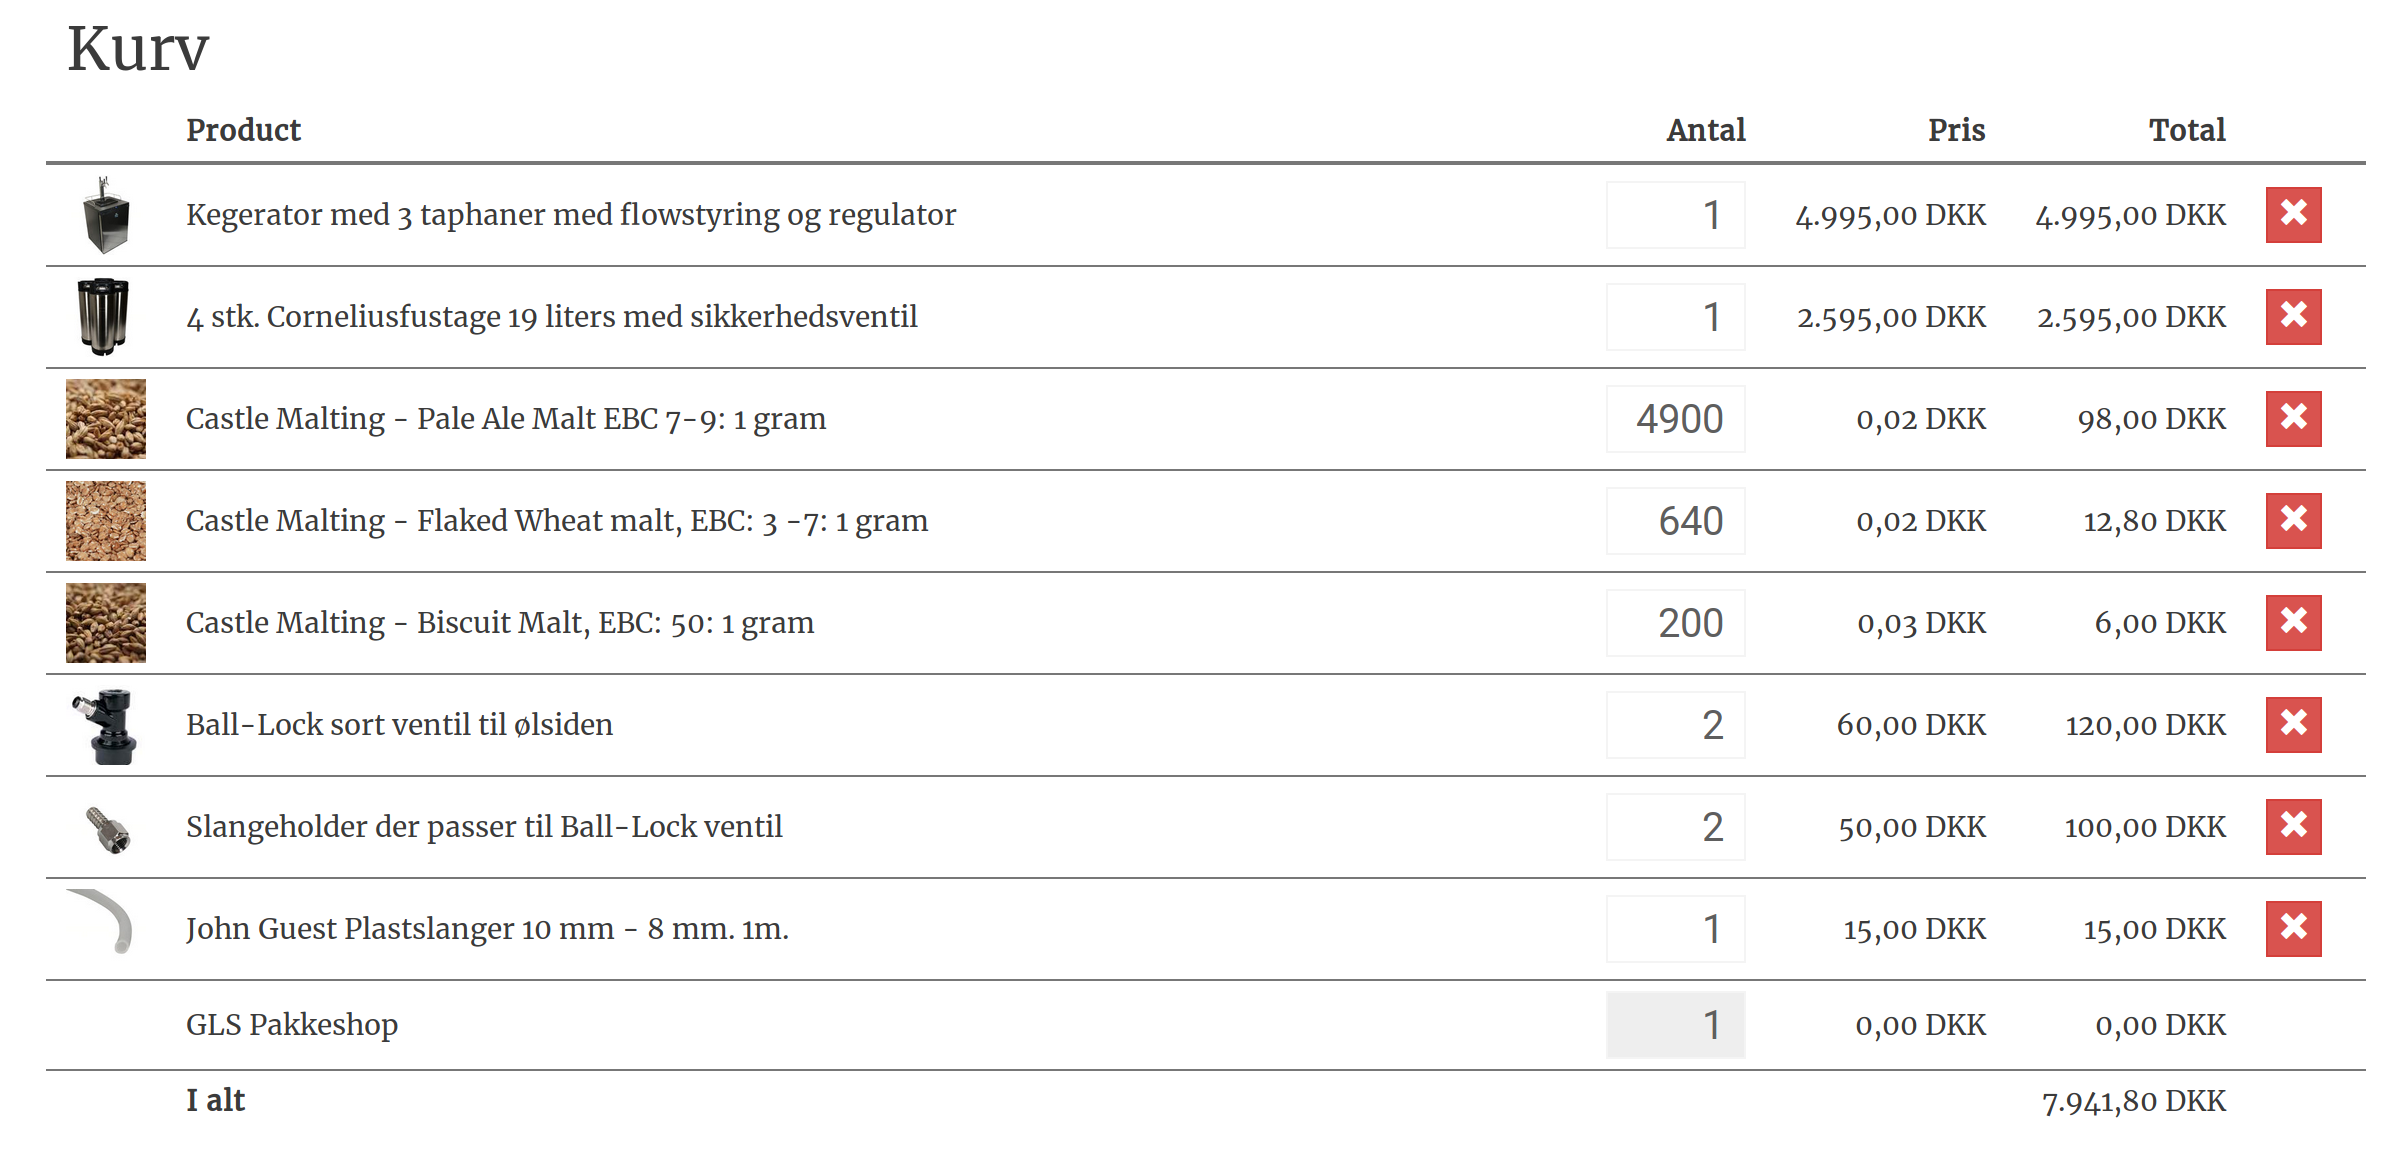 Kurv
Product Antal Pris Total
Kegerator med 3 taphaner med flowstyring og regulator 1 4.995,00 DKK 4.995,00 DKK
4 stk. Corneliusfustage 19 liters med sikkerhedsventil 1 2.595,00 DKK 2.595,00 DKK
Castle Malting - Pale Ale Malt EBC 7-9: 1 gram 4900 0,02 DKK 98,00 DKK
Castle Malting - Flaked Wheat malt, EBC: 3 -7: 1 gram 640 0,02 DKK 12,80 DKK
Castle Malting - Biscuit Malt, EBC: 50: 1 gram 200 0,03 DKK 6,00 DKK
Ball-Lock sort ventil til ølsiden 2 60,00 DKK 120,00 DKK
Slangeholder der passer til Ball-Lock ventil 2 50,00 DKK 100,00 DKK
John Guest Plastslanger 10 mm - 8 mm. 1m. 1 15,00 DKK 15,00 DKK
GLS Pakkeshop 1 0,00 DKK 0,00 DKK
I alt 7.941,80 DKK